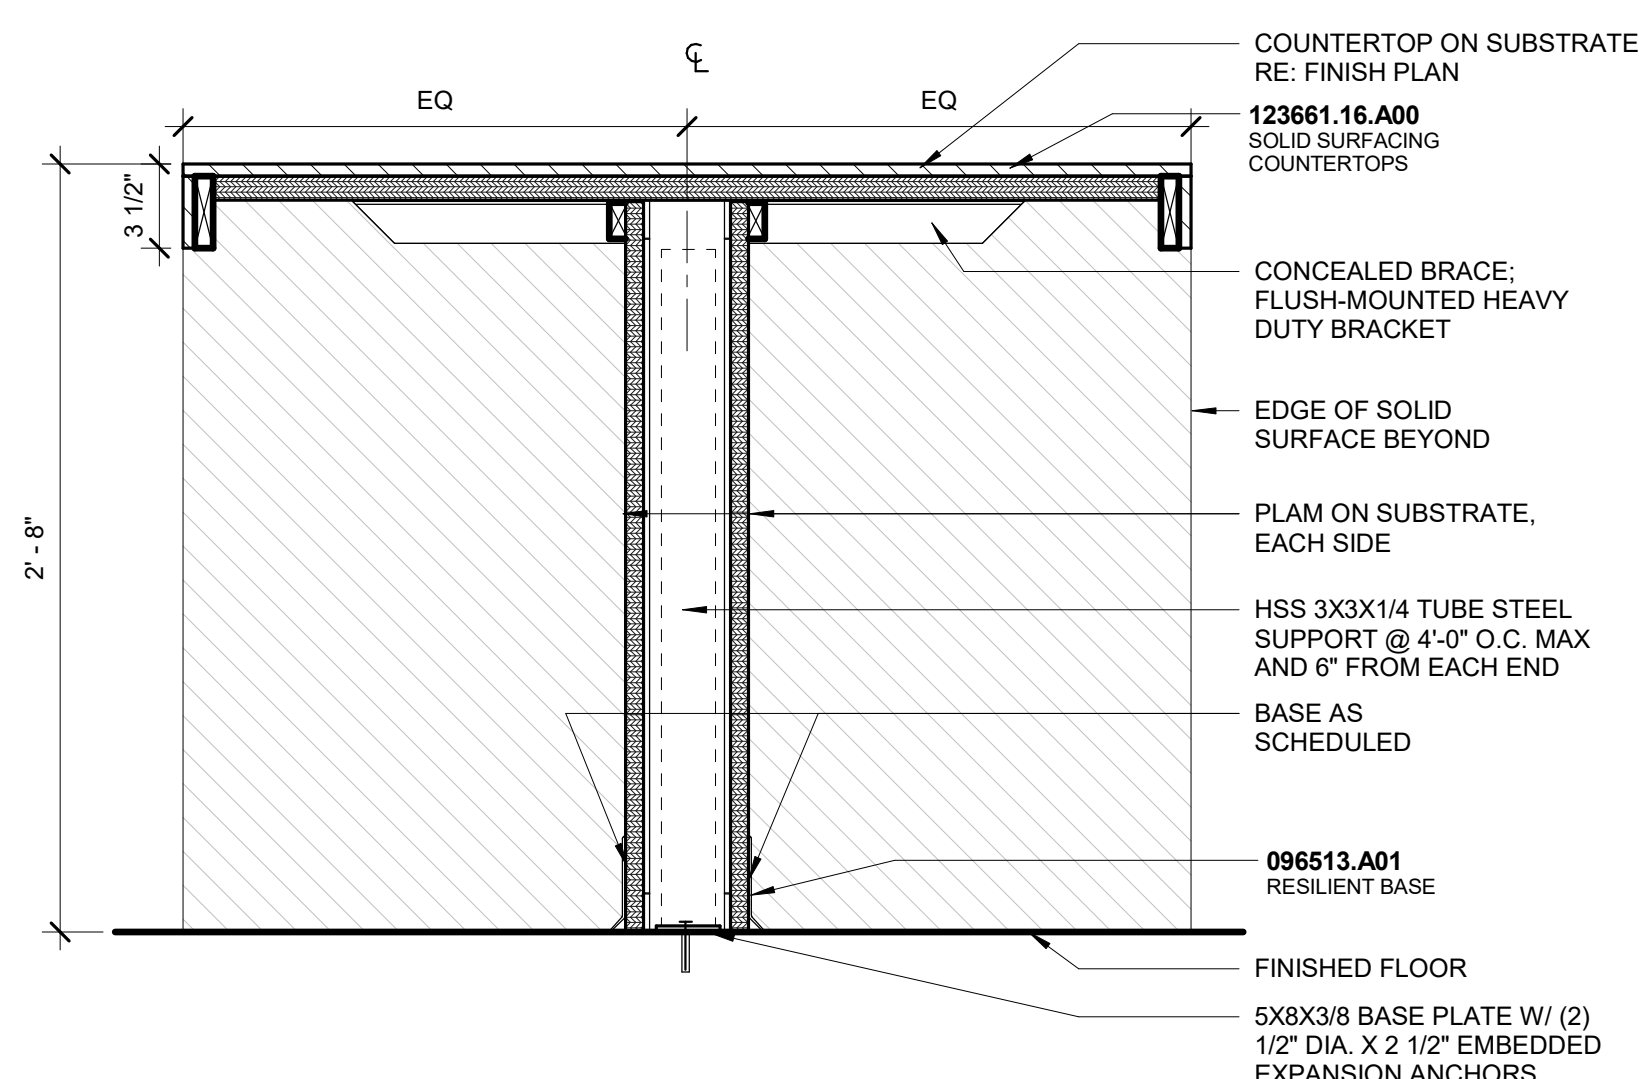 ℄
EQ
EQ
3 1/2"
2' - 8"
COUNTERTOP ON SUBSTRATE
RE: FINISH PLAN
123661.16.A00
SOLID SURFACING
COUNTERTOPS
CONCEALED BRACE;
FLUSH-MOUNTED HEAVY
DUTY BRACKET
EDGE OF SOLID
SURFACE BEYOND
PLAM ON SUBSTRATE,
EACH SIDE
HSS 3X3X1/4 TUBE STEEL
SUPPORT @ 4'-0" O.C. MAX
AND 6" FROM EACH END
BASE AS
SCHEDULED
096513.A01
RESILIENT BASE
FINISHED FLOOR
5X8X3/8 BASE PLATE W/ (2)
1/2" DIA. X 2 1/2" EMBEDDED
EXPANSION ANCHORS